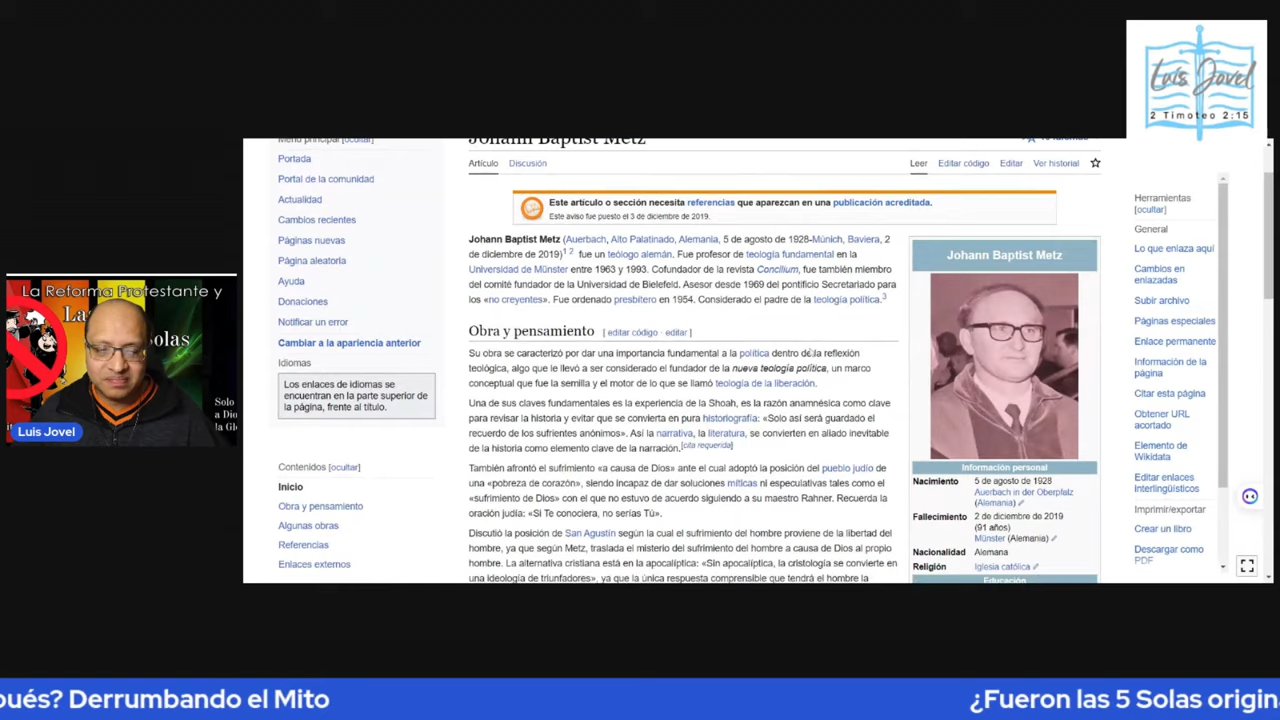 Luis Jovel
2 Timoteo 2:15
Menú principal [ocultar]
Portada
Portal de la comunidad
Actualidad
Cambios recientes
Páginas nuevas
Página aleatoria
Ayuda
Donaciones
Notificar un error
Cambiar a la apariencia anterior
Idiomas
Los enlaces de idiomas se
encuentran en la parte superior de
la página, frente al título.
Contenidos [ocultar]
Inicio
Obra y pensamiento
Algunas obras
Referencias
Enlaces externos
Johann Baptist Metz
Artículo Discusión Leer Editar código Editar Ver historial
Este artículo o sección necesita referencias que aparezcan en una publicación acreditada.
Este aviso fue puesto el 3 de diciembre de 2019.
Johann Baptist Metz (Auerbach, Alto Palatinado, Alemania, 5 de agosto de 1928-Múnich, Baviera, 2
de diciembre de 2019)1 2 fue un teólogo alemán. Fue profesor de teología fundamental en la
Universidad de Münster entre 1963 y 1993. Cofundador de la revista Concilium, fue también miembro
del comité fundador de la Universidad de Bielefeld. Asesor desde 1969 del pontificio Secretariado para
los «no creyentes». Fue ordenado presbítero en 1954. Considerado el padre de la teología política.3
Obra y pensamiento [ editar código · editar ]
Su obra se caracterizó por dar una importancia fundamental a la política dentro de la reflexión
teológica, algo que le llevó a ser considerado el fundador de la nueva teología política, un marco
conceptual que fue la semilla y el motor de lo que se llamó teología de la liberación.
Una de sus claves fundamentales es la experiencia de la Shoah, es la razón anamnésica como clave
para revisar la historia y evitar que se convierta en pura historiografía: «Solo así será guardado el
recuerdo de los sufrientes anónimos». Así la narrativa, la literatura, se convierten en aliado inevitable
de la historia como elemento clave de la narración.[cita requerida]
También afrontó el sufrimiento «a causa de Dios» ante el cual adoptó la posición del pueblo judío de
una «pobreza de corazón», siendo incapaz de dar soluciones míticas ni especulativas tales como el
«sufrimiento de Dios» con el que no estuvo de acuerdo siguiendo a su maestro Rahner. Recuerda la
oración judía: «Si Te conociera, no serías Tú».
Discutió la posición de San Agustín según la cual el sufrimiento del hombre proviene de la libertad del
hombre, ya que según Metz, traslada el misterio del sufrimiento del hombre a causa de Dios al propio
hombre. La alternativa cristiana está en la apocalíptica: «Sin apocalíptica, la cristología se convierte en
una ideología de triunfadores», ya que la única respuesta comprensible que tendrá el hombre la
Johann Baptist Metz
Información personal
Nacimiento 5 de agosto de 1928
Auerbach in der Oberpfalz
(Alemania)
Fallecimiento 2 de diciembre de 2019
(91 años)
Münster (Alemania)
Nacionalidad Alemana
Religión Iglesia católica
Educación
Herramientas
[ocultar]
General
Lo que enlaza aquí
Cambios en
enlazadas
Subir archivo
Páginas especiales
Enlace permanente
Información de la
página
Citar esta página
Obtener URL
acortado
Elemento de
Wikidata
Editar enlaces
interlingüísticos
Imprimir/exportar
Crear un libro
Descargar como
PDF
La Reforma Protestante y
La
olas
Solo
a Dio
la Glo
Luis Jovel
pués? Derrumbando el Mito
¿Fueron las 5 Solas origin